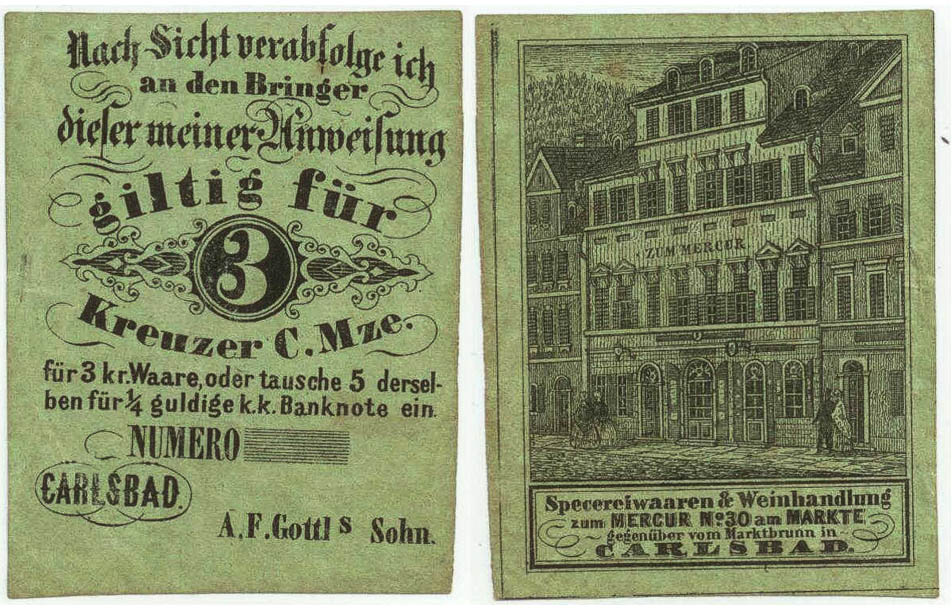 Nach Sicht verabfolge ich
an den Bringer
dieser meiner Anweisung
giltig für
3
Kreuzer C. Mze.
für 3 kr. Waare, oder tausche 5 dersel-
ben für 1/4 guldige k.k. Banknote ein.
NUMERO
CARLSBAD.
A. F. Gottl s Sohn.
ZUM MERCUR
Specereiwaaren & Weinhandlung
zum MERCUR No. 30 am MARKTE
gegenüber vom Marktbrunn in
CARLSBAD.